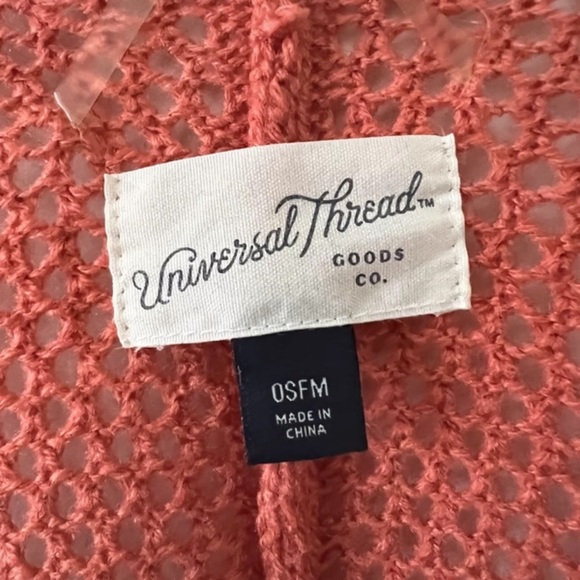 Universal Thread™
GOODS
CO.
OSFM
MADE IN
CHINA